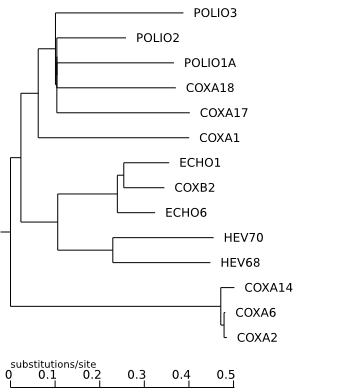 POLIO3
POLIO2
POLIO1A
COXA18
COXA17
COXA1
ECHO1
COXB2
ECHO6
HEV70
HEV68
COXA14
COXA6
COXA2
substitutions/site
0 0.1 0.2 0.3 0.4 0.5